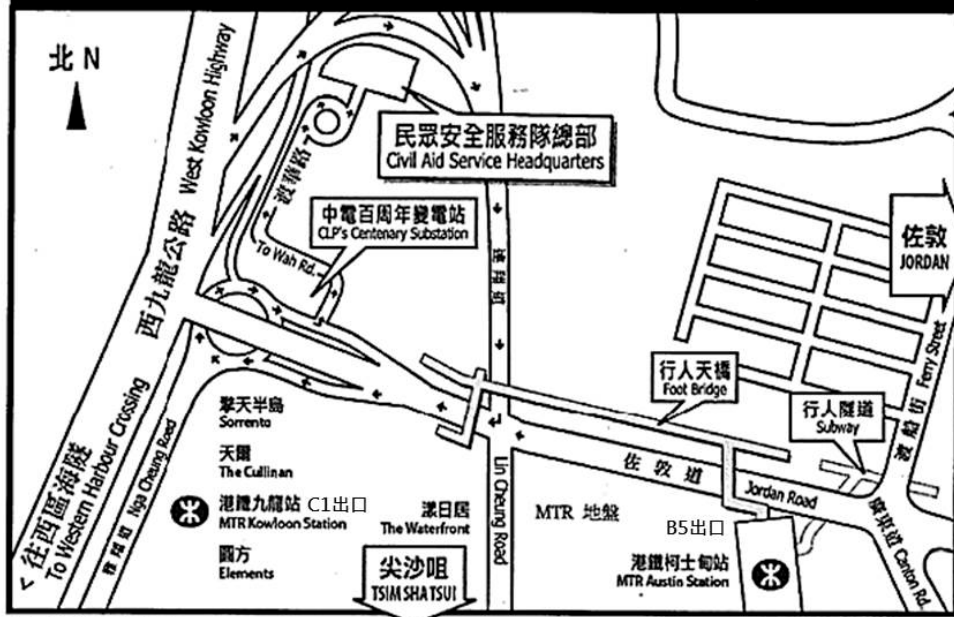 北 N
西九龍公路 West Kowloon Highway
民眾安全服務隊總部
Civil Aid Service Headquarters
渡華路
中電百周年變電站
CLP's Centenary Substation
To Wah Rd.
連翔道
佐敦
JORDAN
渡船街 Ferry Street
行人天橋
Foot Bridge
行人隧道
Subway
往西區海隧
To Western Harbour Crossing
雅翔道 Nga Cheung Road
擎天半島
Sorrento
天璽
The Cullinan
港鐵九龍站 C1出口
MTR Kowloon Station
圓方
Elements
漾日居
The Waterfront
尖沙咀
TSIM SHA TSUI
Lin Cheung Road
MTR 地盤
佐敦道
Jordan Road
B5出口
港鐵柯士甸站
MTR Austin Station
廣東道 Canton Rd.